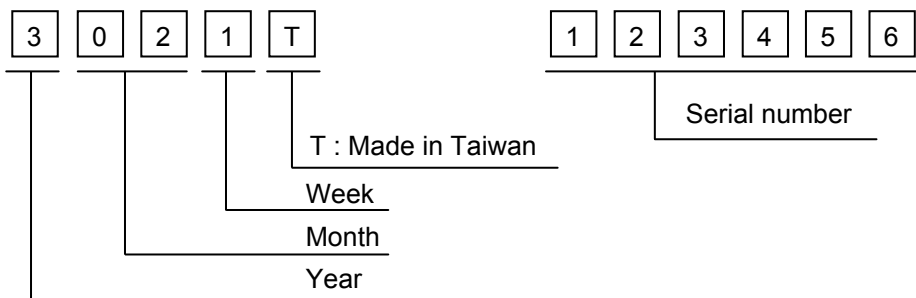 3 0 2 1 T 1 2 3 4 5 6
Serial number
T : Made in Taiwan
Week
Month
Year